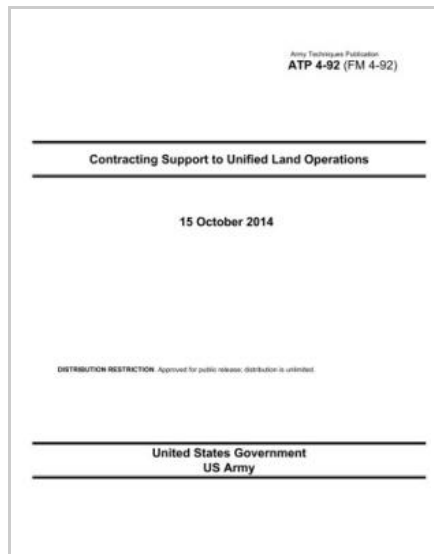 Army Techniques Publication
ATP 4-92 (FM 4-92)
Contracting Support to Unified Land Operations
15 October 2014
DISTRIBUTION RESTRICTION. Approved for public release; distribution is unlimited.
United States Government
US Army